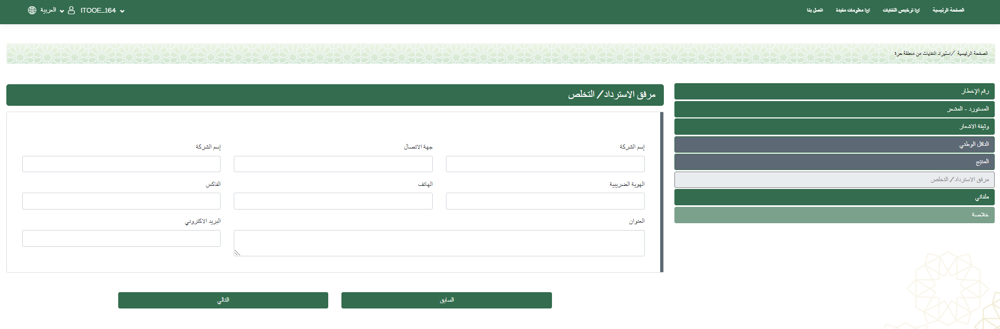 الصفحة الرئيسية
ترخيص النفايات
معلومات مفيدة
اتصل بنا
ITOOE_164
العربية
الصفحة الرئيسية /استيراد النفايات من منطقة حرة
رقم الإخطار
المستورد - المشعر
وثيقة الاشعار
الناقل الوطني
المنتج
مرفق الاسترداد/ التخلص
ملفاتي
خلاصة
مرفق الاسترداد/ التخلص
إسم الشركة
جهة الاتصال
إسم الشركة
الهوية الضريبية
الهاتف
الفاكس
العنوان
البريد الاكتروني
السابق
التالي